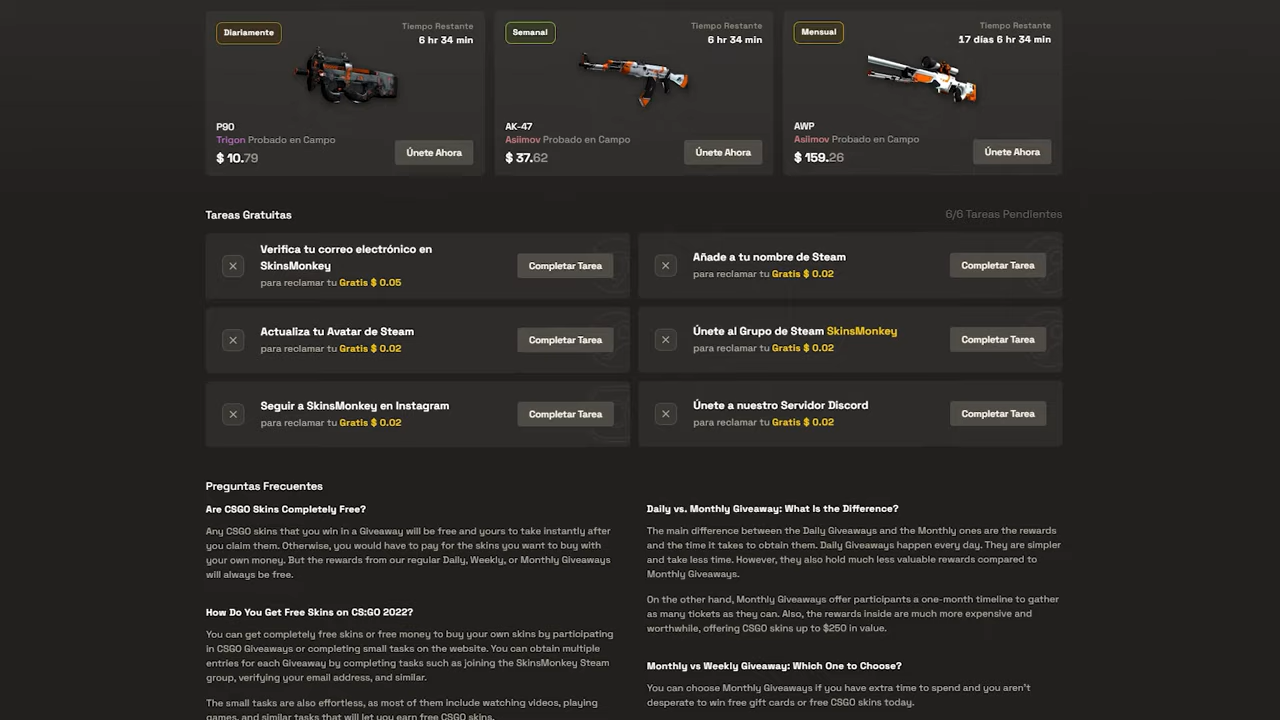 Diariamente
Tiempo Restante
6 hr 34 min
P90
Trigon Probado en Campo
$ 10.79
Únete Ahora
Semanal
Tiempo Restante
6 hr 34 min
AK-47
Asiimov Probado en Campo
$ 37.62
Únete Ahora
Mensual
Tiempo Restante
17 días 6 hr 34 min
AWP
Asiimov Probado en Campo
$ 159.26
Únete Ahora
Tareas Gratuitas
6/6 Tareas Pendientes
Verifica tu correo electrónico en
SkinsMonkey
para reclamar tu Gratis $ 0.05
Completar Tarea
Añade a tu nombre de Steam
para reclamar tu Gratis $ 0.02
Completar Tarea
Actualiza tu Avatar de Steam
para reclamar tu Gratis $ 0.02
Completar Tarea
Únete al Grupo de Steam SkinsMonkey
para reclamar tu Gratis $ 0.02
Completar Tarea
Seguir a SkinsMonkey en Instagram
para reclamar tu Gratis $ 0.02
Completar Tarea
Únete a nuestro Servidor Discord
para reclamar tu Gratis $ 0.02
Completar Tarea
Preguntas Frecuentes
Are CSGO Skins Completely Free?
Any CSGO skins that you win in a Giveaway will be free and yours to take instantly after
you claim them. Otherwise, you would have to pay for the skins you want to buy with
your own money. But the rewards from our regular Daily, Weekly, or Monthly Giveaways
will always be free.
How Do You Get Free Skins on CS:GO 2022?
You can get completely free skins or free money to buy your own skins by participating
in CSGO Giveaways or completing small tasks on the website. You can obtain multiple
entries for each Giveaway by completing tasks such as joining the SkinsMonkey Steam
group, verifying your email address, and similar.
The small tasks are also effortless, as most of them include watching videos, playing
games, and similar tasks that will let you earn free CSGO skins.
Daily vs. Monthly Giveaway: What Is the Difference?
The main difference between the Daily Giveaways and the Monthly ones are the rewards
and the time it takes to obtain them. Daily Giveaways happen every day. They are simpler
and take less time. However, they also hold much less valuable rewards compared to
Monthly Giveaways.
On the other hand, Monthly Giveaways offer participants a one-month timeline to gather
as many tickets as they can. Also, the rewards inside are much more expensive and
worthwhile, offering CSGO skins up to $250 in value.
Monthly vs Weekly Giveaway: Which One to Choose?
You can choose Monthly Giveaways if you have extra time to spend and you aren't
desperate to win free gift cards or free CSGO skins today.